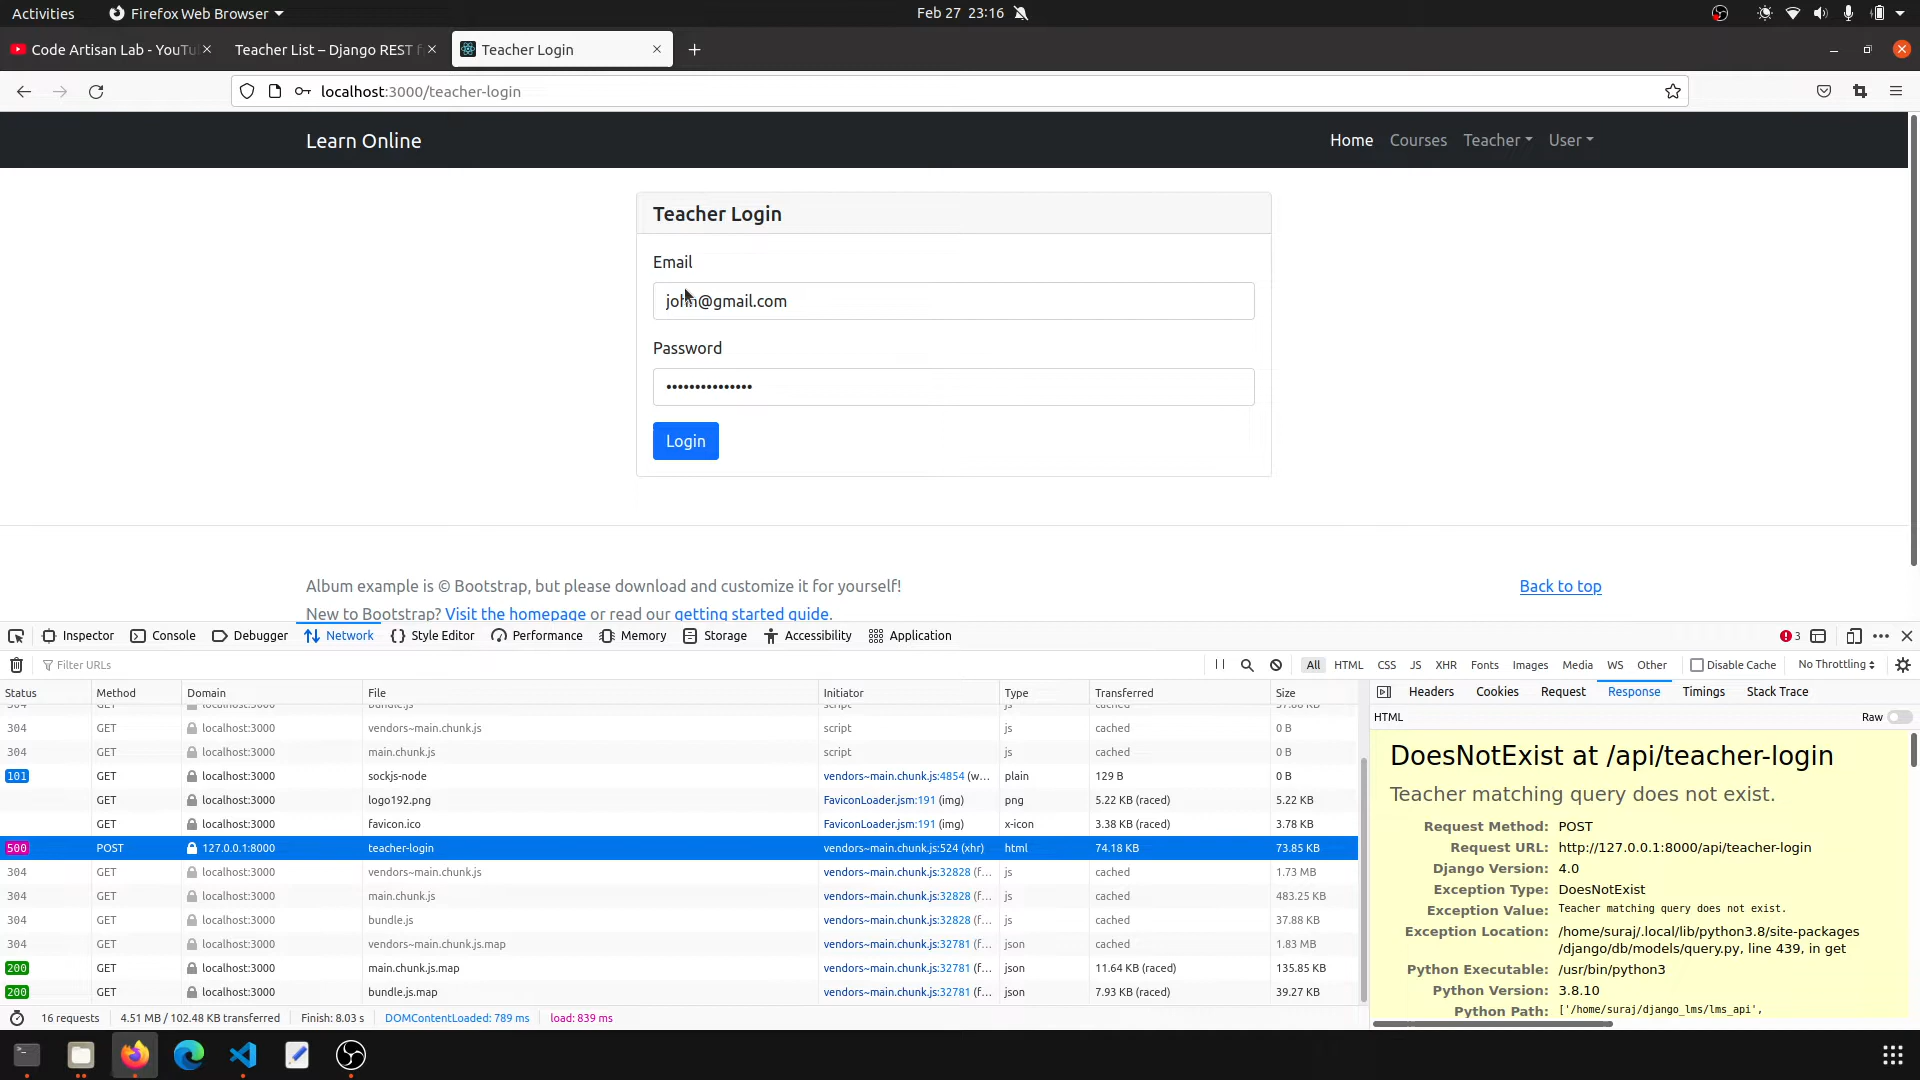 Activities Firefox Web Browser Feb 27 23:16
Code Artisan Lab - YouTu Teacher List – Django REST f Teacher Login
localhost:3000/teacher-login
Learn Online Home Courses Teacher User
Teacher Login
Email
john@gmail.com
Password
•••••••••••••••
Login
Album example is © Bootstrap, but please download and customize it for yourself! Back to top
New to Bootstrap? Visit the homepage or read our getting started guide.
Inspector Console Debugger Network Style Editor Performance Memory Storage Accessibility Application 3
Filter URLs All HTML CSS JS XHR Fonts Images Media WS Other Disable Cache No Throttling
Status Method Domain File Initiator Type Transferred Size
304 GET localhost:3000 bundle.js script js cached 37.88 KB
304 GET localhost:3000 vendors~main.chunk.js script js cached 0 B
304 GET localhost:3000 main.chunk.js script js cached 0 B
101 GET localhost:3000 sockjs-node vendors~main.chunk.js:4854 (w... plain 129 B 0 B
GET localhost:3000 logo192.png FaviconLoader.jsm:191 (img) png 5.22 KB (raced) 5.22 KB
GET localhost:3000 favicon.ico FaviconLoader.jsm:191 (img) x-icon 3.38 KB (raced) 3.78 KB
500 POST 127.0.0.1:8000 teacher-login vendors~main.chunk.js:524 (xhr) html 74.18 KB 73.85 KB
304 GET localhost:3000 vendors~main.chunk.js vendors~main.chunk.js:32828 (f... js cached 1.73 MB
304 GET localhost:3000 main.chunk.js vendors~main.chunk.js:32828 (f... js cached 483.25 KB
304 GET localhost:3000 bundle.js vendors~main.chunk.js:32828 (f... js cached 37.88 KB
304 GET localhost:3000 vendors~main.chunk.js.map vendors~main.chunk.js:32781 (f... json cached 1.83 MB
200 GET localhost:3000 main.chunk.js.map vendors~main.chunk.js:32781 (f... json 11.64 KB (raced) 135.85 KB
200 GET localhost:3000 bundle.js.map vendors~main.chunk.js:32781 (f... json 7.93 KB (raced) 39.27 KB
16 requests 4.51 MB / 102.48 KB transferred Finish: 8.03 s DOMContentLoaded: 789 ms load: 839 ms
Headers Cookies Request Response Timings Stack Trace
HTML Raw
DoesNotExist at /api/teacher-login
Teacher matching query does not exist.
Request Method: POST
Request URL: http://127.0.0.1:8000/api/teacher-login
Django Version: 4.0
Exception Type: DoesNotExist
Exception Value: Teacher matching query does not exist.
Exception Location: /home/suraj/.local/lib/python3.8/site-packages
/django/db/models/query.py, line 439, in get
Python Executable: /usr/bin/python3
Python Version: 3.8.10
Python Path: ['/home/suraj/django_lms/lms_api',